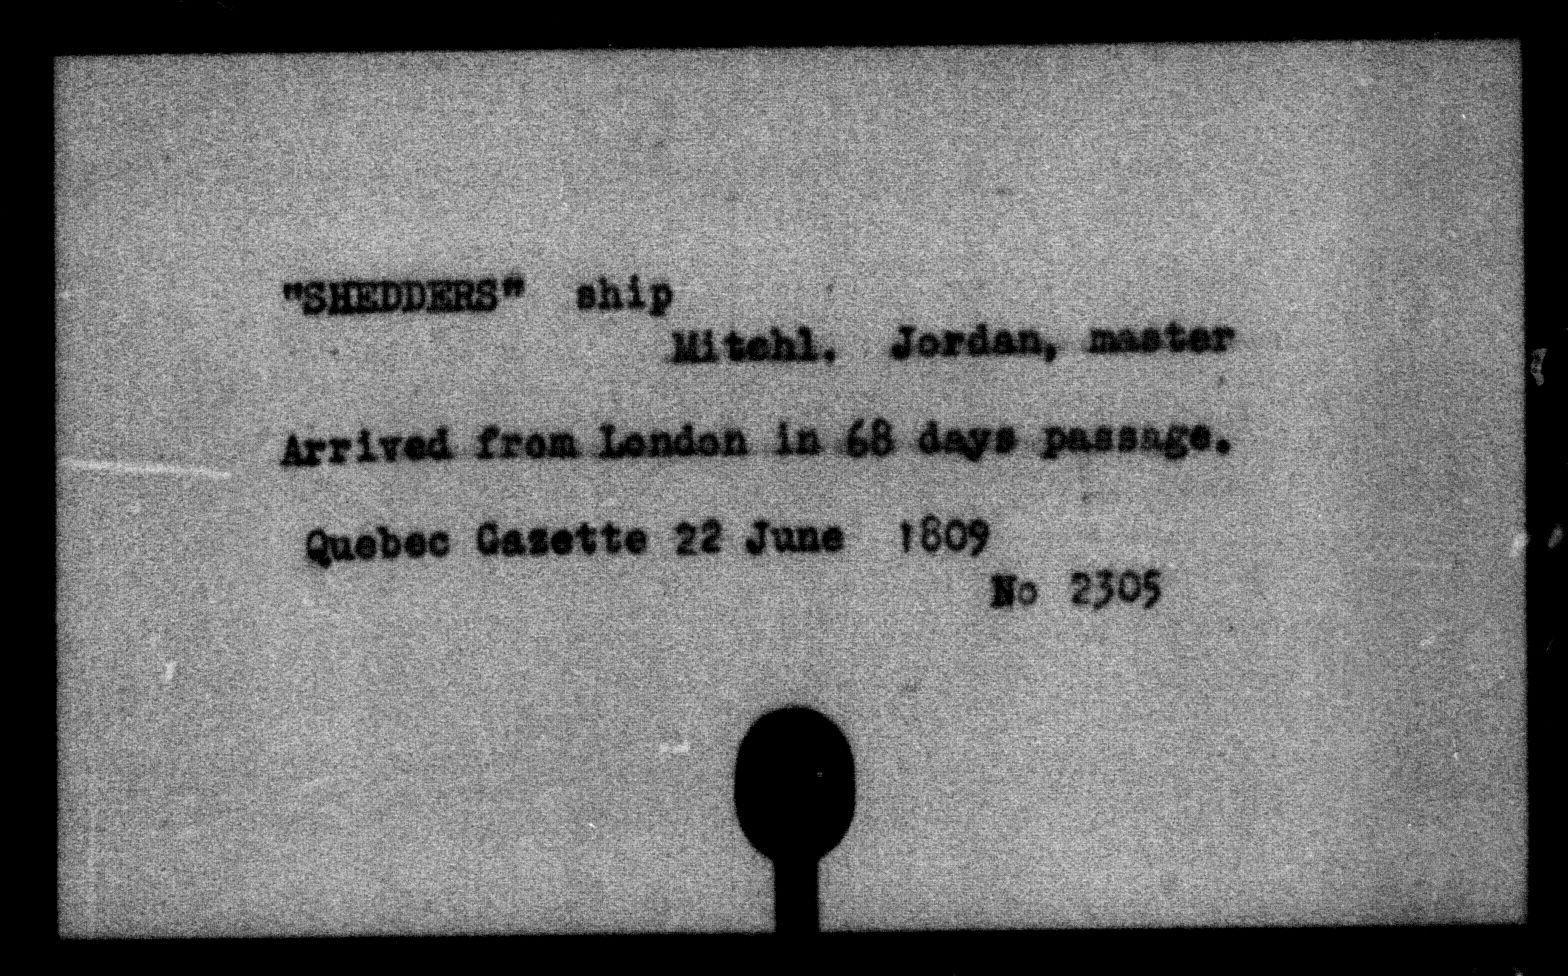 "SHEDDERS" ship
Mitchl. Jordan, master
Arrived from London in 68 days passage.
Quebec Gazette 22 June 1809
No 2305